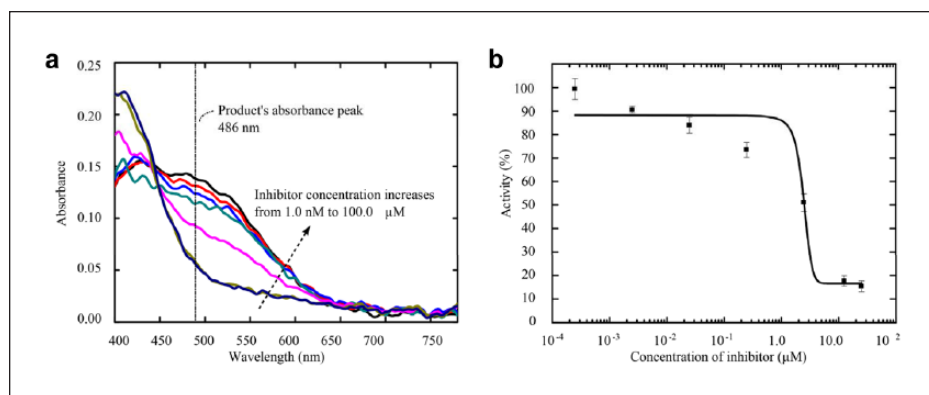 a
0.25
0.20
0.15
0.10
0.05
0.00
Absorbance
Product's absorbance peak
486 nm
Inhibitor concentration increases
from 1.0 nM to 100.0 μM
400 450 500 550 600 650 700 750
Wavelength (nm)
b
100
90
80
70
60
50
40
30
20
10
0
Activity (%)
10⁻⁴ 10⁻³ 10⁻² 10⁻¹ 1.0 10.0 10²
Concentration of inhibitor (μM)